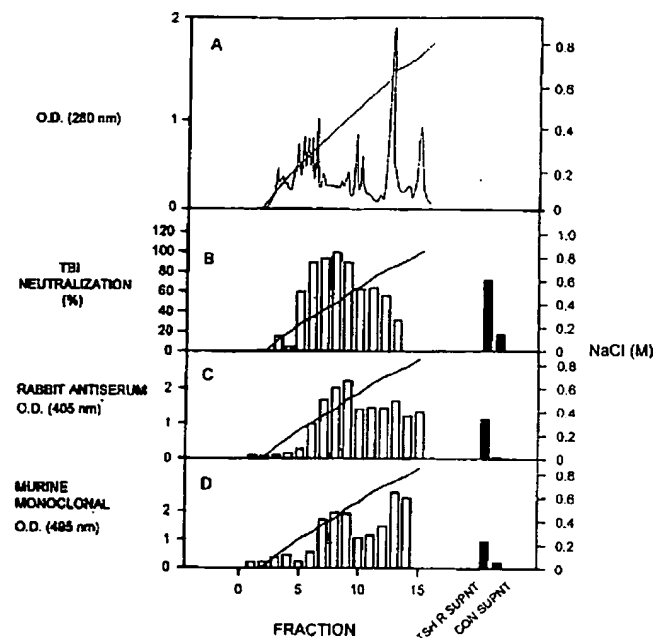 A
2
1
0
O.D. (280 nm)
0.8
0.6
0.4
0.2
0
B
120
100
80
60
40
20
0
TBI
NEUTRALIZATION
(%)
1.0
0.8
0.6
0.4
0.2
0
NaCl (M)
C
RABBIT ANTISERUM
O.D. (405 nm)
2
1
0
0.8
0.6
0.4
0.2
0
D
MURINE
MONOCLONAL
O.D. (495 nm)
2
1
0
0.8
0.6
0.4
0.2
0
0 5 10 15
FRACTION
TSH R SUPNT
CON SUPNT